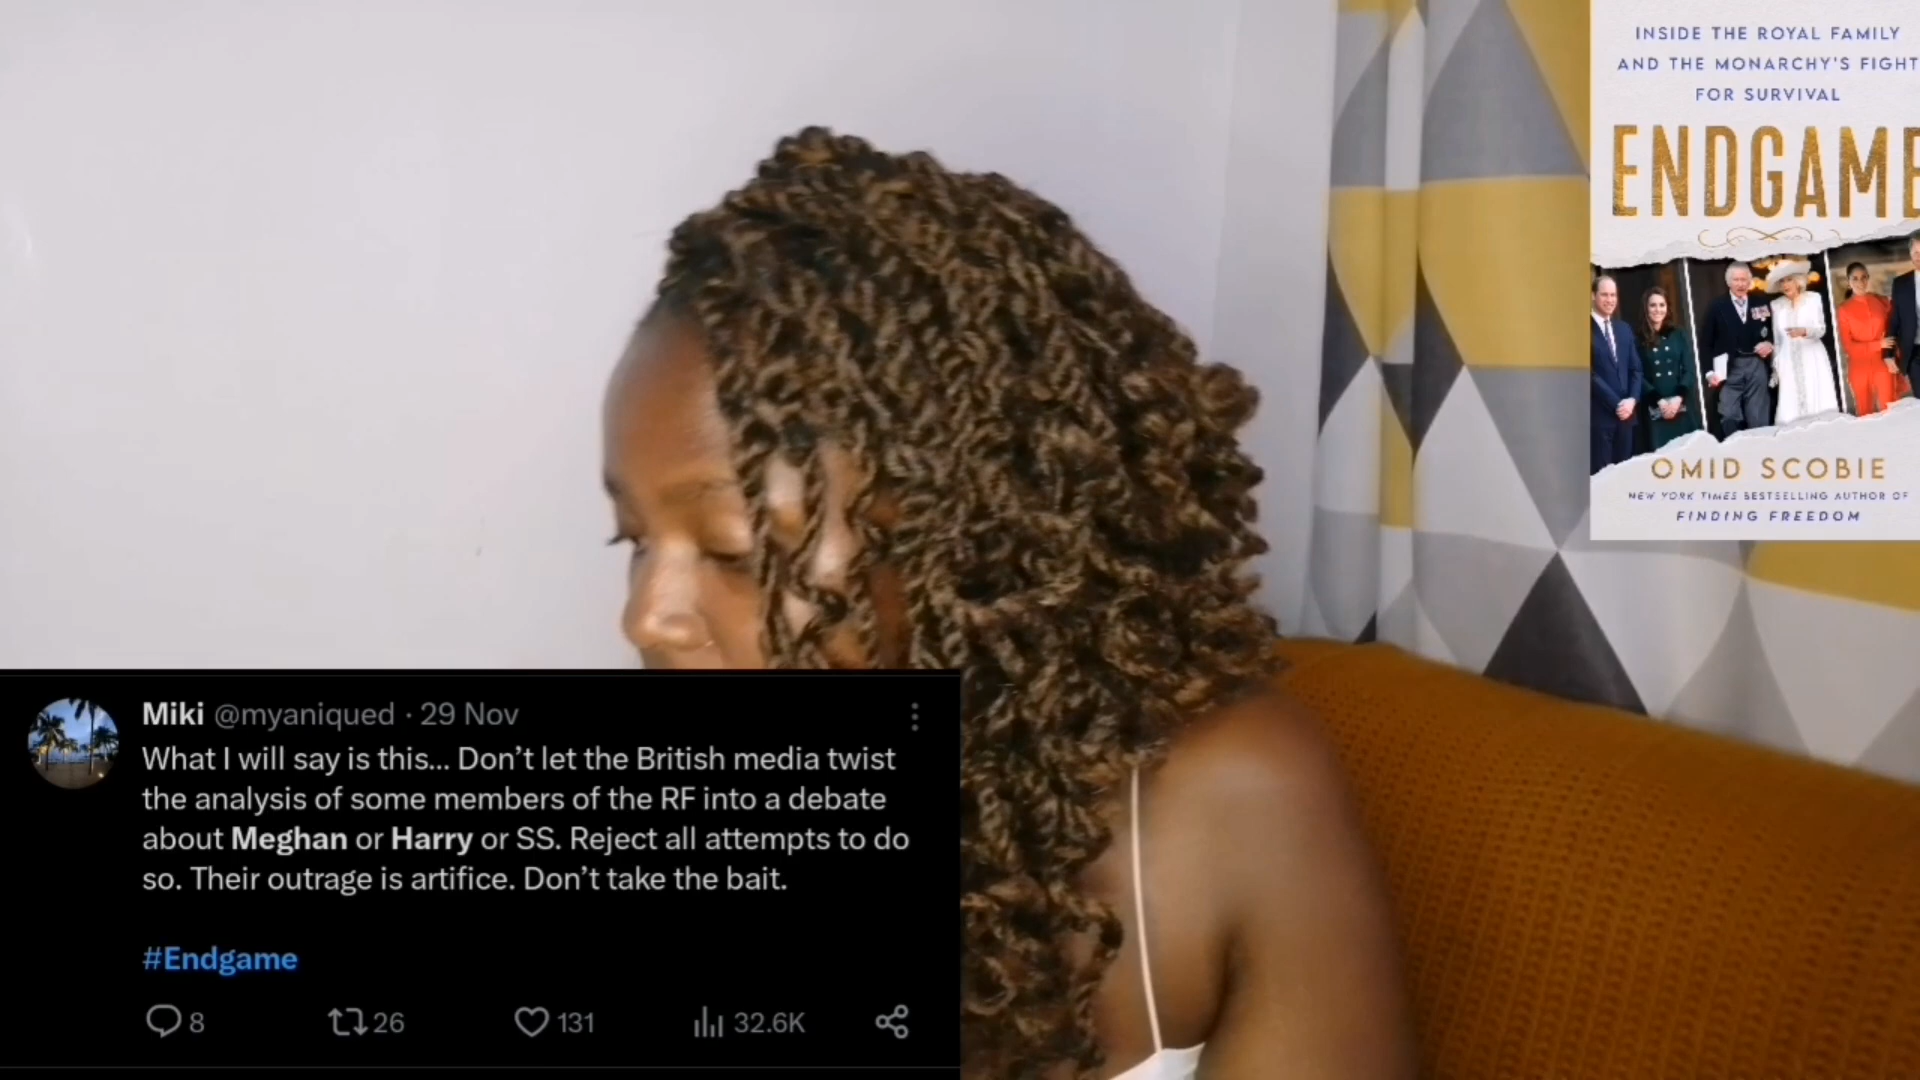 INSIDE THE ROYAL FAMILY
AND THE MONARCHY'S FIGHT
FOR SURVIVAL
ENDGAME
OMID SCOBIE
NEW YORK TIMES BESTSELLING AUTHOR OF
FINDING FREEDOM
Miki @myaniqued · 29 Nov
What I will say is this... Don't let the British media twist
the analysis of some members of the RF into a debate
about Meghan or Harry or SS. Reject all attempts to do
so. Their outrage is artifice. Don't take the bait.
#Endgame
8 26 131 32.6K